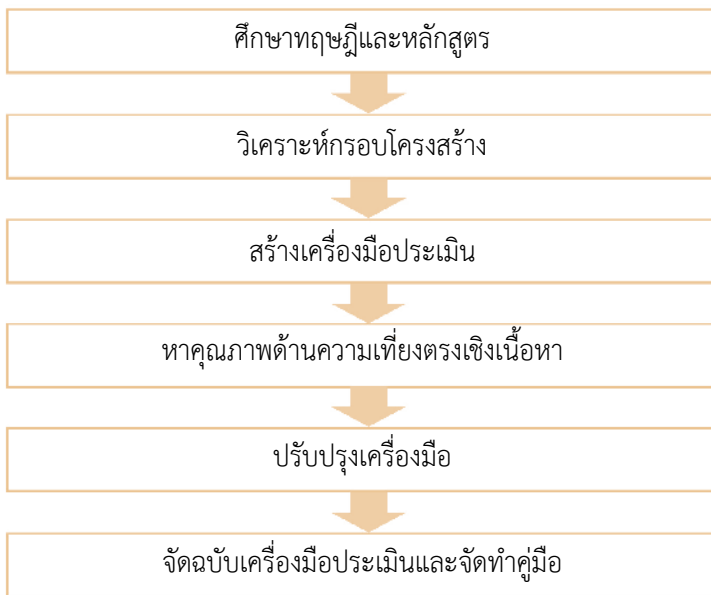 ศึกษาทฤษฎีและหลักสูตร
วิเคราะห์กรอบโครงสร้าง
สร้างเครื่องมือประเมิน
หาคุณภาพด้านความเที่ยงตรงเชิงเนื้อหา
ปรับปรุงเครื่องมือ
จัดฉบับเครื่องมือประเมินและจัดทำคู่มือ